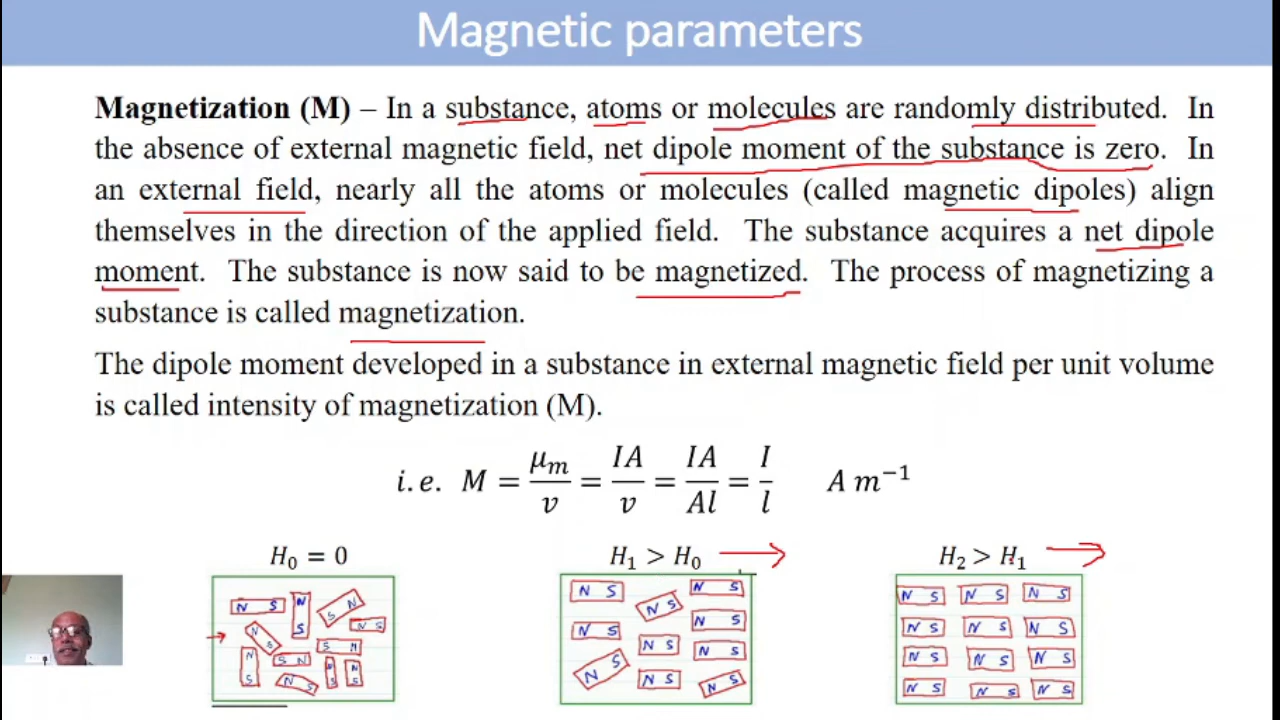 Magnetic parameters
Magnetization (M) – In a substance, atoms or molecules are randomly distributed. In
the absence of external magnetic field, net dipole moment of the substance is zero. In
an external field, nearly all the atoms or molecules (called magnetic dipoles) align
themselves in the direction of the applied field. The substance acquires a net dipole
moment. The substance is now said to be magnetized. The process of magnetizing a
substance is called magnetization.
The dipole moment developed in a substance in external magnetic field per unit volume
is called intensity of magnetization (M).
i.e. M = μₘ/v = IA/v = IA/Al = I/l A m⁻¹
H₀ = 0 H₁ > H₀ H₂ > H₁
N S N S S N N S N S S N S N N S N S N S N S
N S N S N S N S N S N S N S N S N S N S
N S N S N S N S N S N S N S N S N S N S N S N S